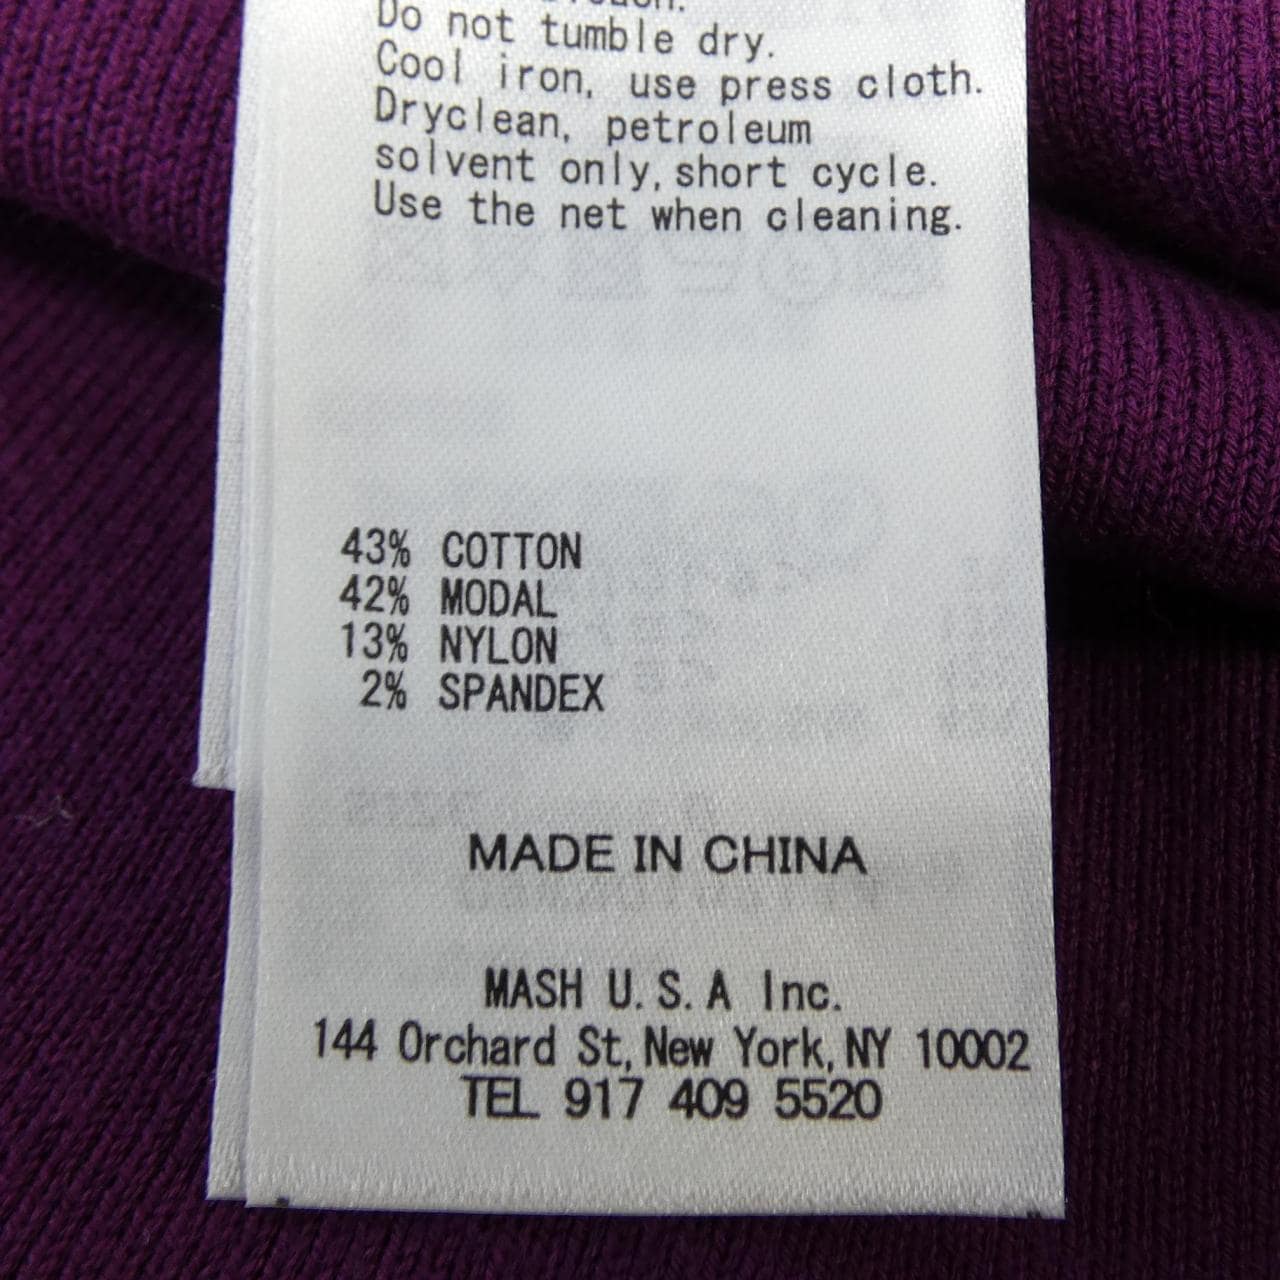 Do not tumble dry.
Cool iron, use press cloth.
Dryclean, petroleum
solvent only, short cycle.
Use the net when cleaning.
43% COTTON
42% MODAL
13% NYLON
2% SPANDEX
MADE IN CHINA
MASH U.S.A Inc.
144 Orchard St, New York, NY 10002
TEL 917 409 5520